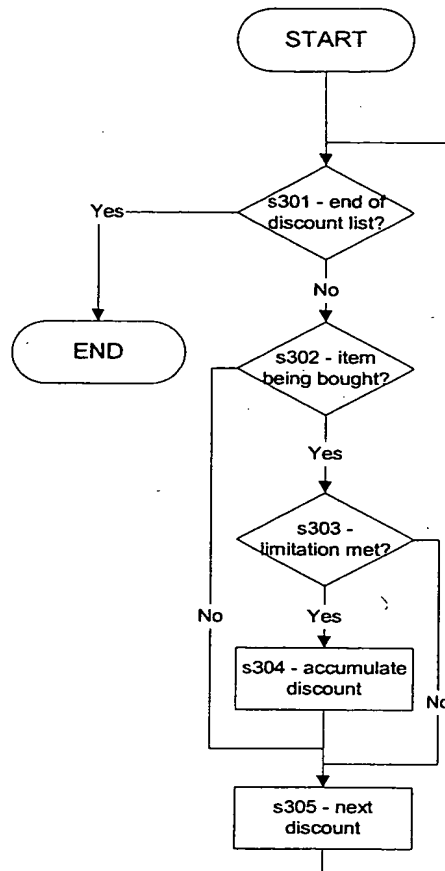 START
s301 - end of
discount list?
Yes
No
END
s302 - item
being bought?
Yes
s303 -
limitation met?
No
Yes
s304 - accumulate
discount
No
s305 - next
discount